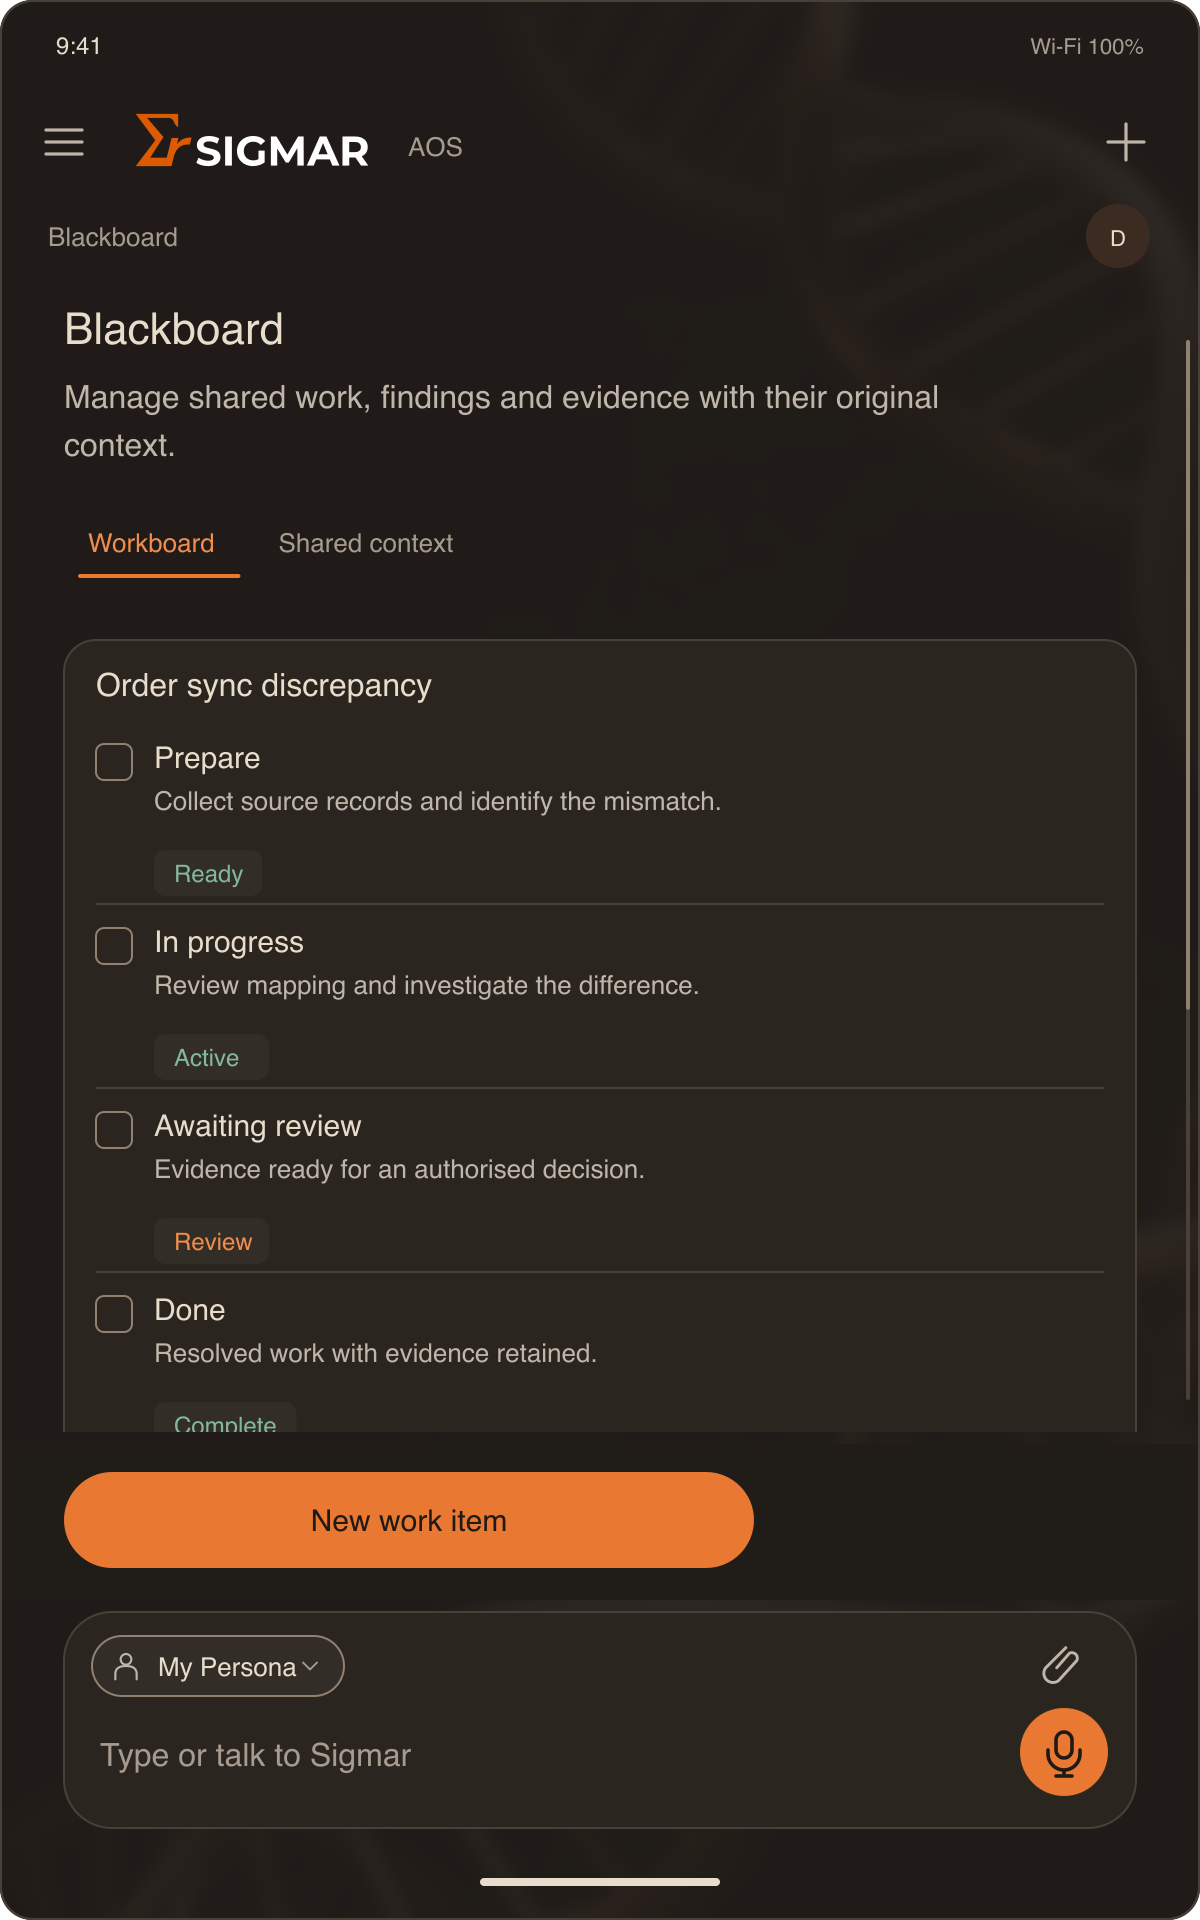 9:41
Wi-Fi 100%
Σr SIGMAR AOS
Blackboard
D
Blackboard
Manage shared work, findings and evidence with their original
context.
Workboard
Shared context
Order sync discrepancy
Prepare
Collect source records and identify the mismatch.
Ready
In progress
Review mapping and investigate the difference.
Active
Awaiting review
Evidence ready for an authorised decision.
Review
Done
Resolved work with evidence retained.
Complete
New work item
My Persona
Type or talk to Sigmar